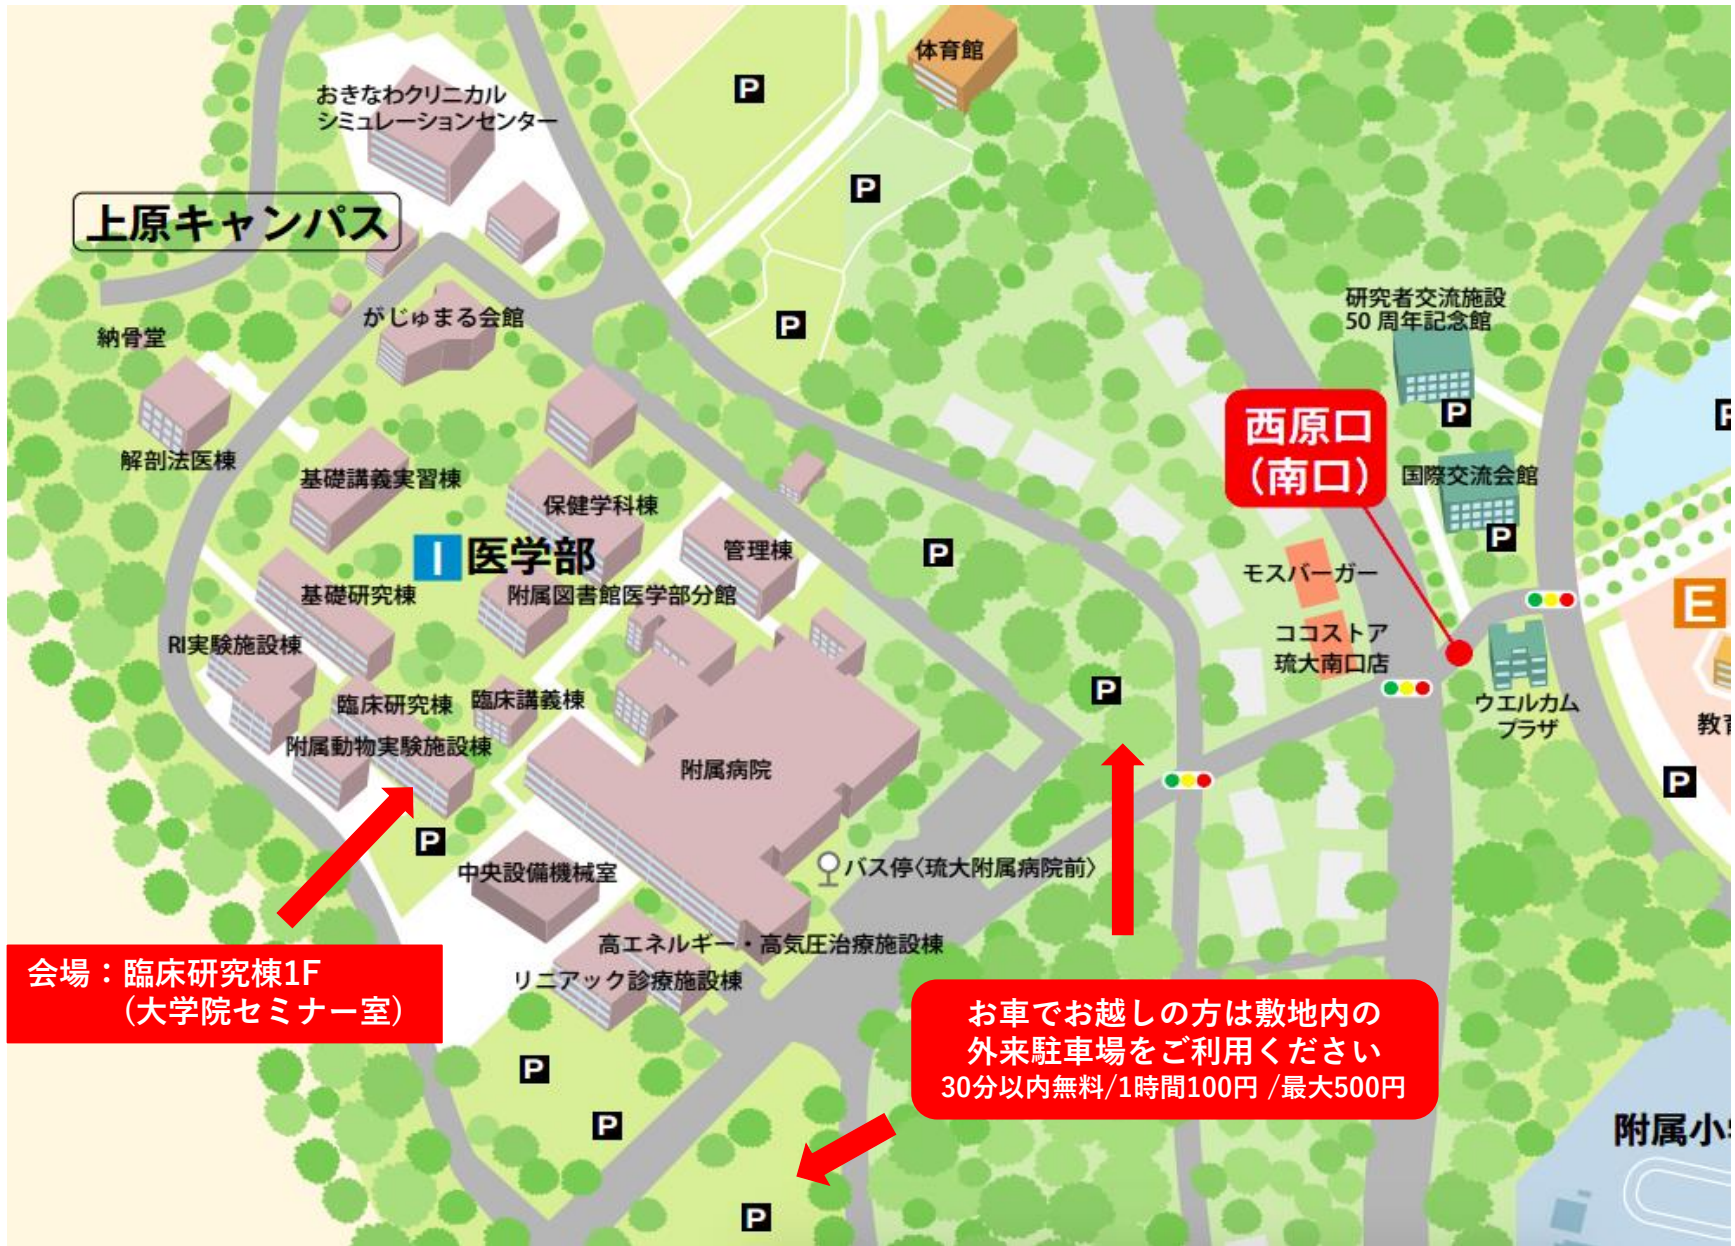 体育館
P
おきなわクリニカル
シミュレーションセンター
P
上原キャンパス
研究者交流施設
50 周年記念館
がじゅまる会館
P
納骨堂
P
西原口
（南口）
解剖法医棟
基礎講義実習棟
国際交流会館
保健学科棟
P
管理棟
P
I 医学部
モスバーガー
基礎研究棟
附属図書館医学部分館
E
ココストア
琉大南口店
RI実験施設棟
P
臨床研究棟
臨床講義棟
ウエルカム
プラザ
附属動物実験施設棟
附属病院
P
P
中央設備機械室
バス停〈琉大附属病院前〉
高エネルギー・高気圧治療施設棟
リニアック診療施設棟
会場：臨床研究棟1F
（大学院セミナー室）
お車でお越しの方は敷地内の
外来駐車場をご利用ください
30分以内無料/1時間100円 /最大500円
P
P
P
附属小